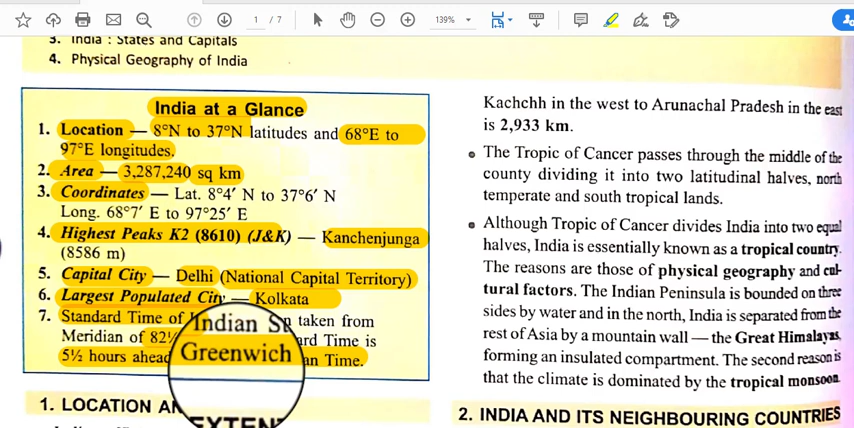 1 / 7
139%
3. India : States and Capitals
4. Physical Geography of India
India at a Glance
1. Location — 8°N to 37°N latitudes and 68°E to
97°E longitudes.
2. Area — 3,287,240 sq km
3. Coordinates — Lat. 8°4′ N to 37°6′ N
Long. 68°7′ E to 97°25′ E
4. Highest Peaks K2 (8610) (J&K) — Kanchenjunga
(8586 m)
5. Capital City — Delhi (National Capital Territory)
6. Largest Populated City — Kolkata
7. Standard Time of Indian St taken from
Meridian of 82½ ard Time is
5½ hours ahead Greenwich an Time.
1. LOCATION AN
EXTENT
Kachchh in the west to Arunachal Pradesh in the east
is 2,933 km.
• The Tropic of Cancer passes through the middle of the
county dividing it into two latitudinal halves, north
temperate and south tropical lands.
• Although Tropic of Cancer divides India into two equal
halves, India is essentially known as a tropical country.
The reasons are those of physical geography and cul-
tural factors. The Indian Peninsula is bounded on three
sides by water and in the north, India is separated from the
rest of Asia by a mountain wall — the Great Himalayas,
forming an insulated compartment. The second reason is
that the climate is dominated by the tropical monsoon
2. INDIA AND ITS NEIGHBOURING COUNTRIES